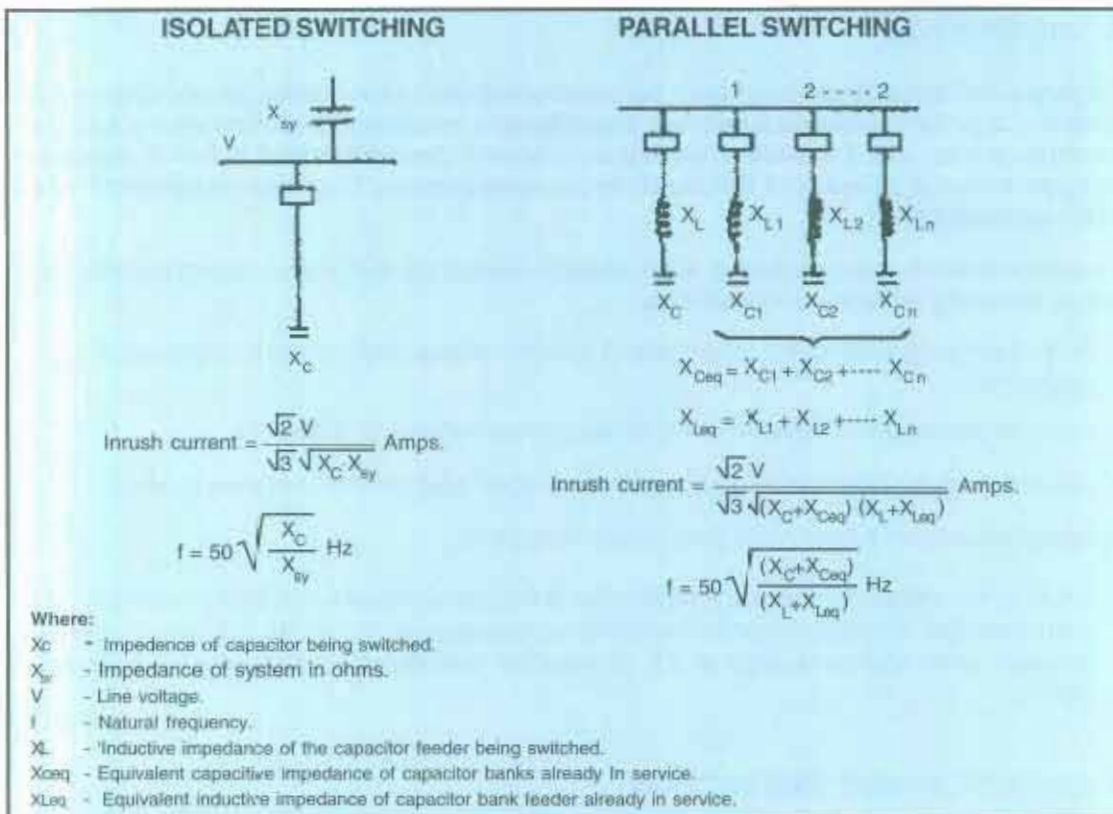 ISOLATED SWITCHING
X_sy
V
X_C
Inrush current = √2 V / √3 √(X_C·X_sy) Amps.
f = 50 √(X_C / X_sy) Hz
PARALLEL SWITCHING
1 2 - - - - 2
X_L X_L1 X_L2 X_Ln
X_C X_C1 X_C2 X_Cn
X_Ceq = X_C1 + X_C2 + ---- X_Cn
X_Leq = X_L1 + X_L2 + ---- X_Ln
Inrush current = √2 V / √3 √((X_C+X_Ceq) (X_L+X_Leq)) Amps.
f = 50 √((X_C+X_Ceq) / (X_L+X_Leq)) Hz
Where:
Xc - Impedence of capacitor being switched.
X_sy - Impedance of system in ohms.
V - Line voltage.
f - Natural frequency.
XL - Inductive impedance of the capacitor feeder being switched.
Xceq - Equivalent capacitive impedance of capacitor banks already In service.
XLeq - Equivalent inductive impedance of capacitor bank feeder already in service.